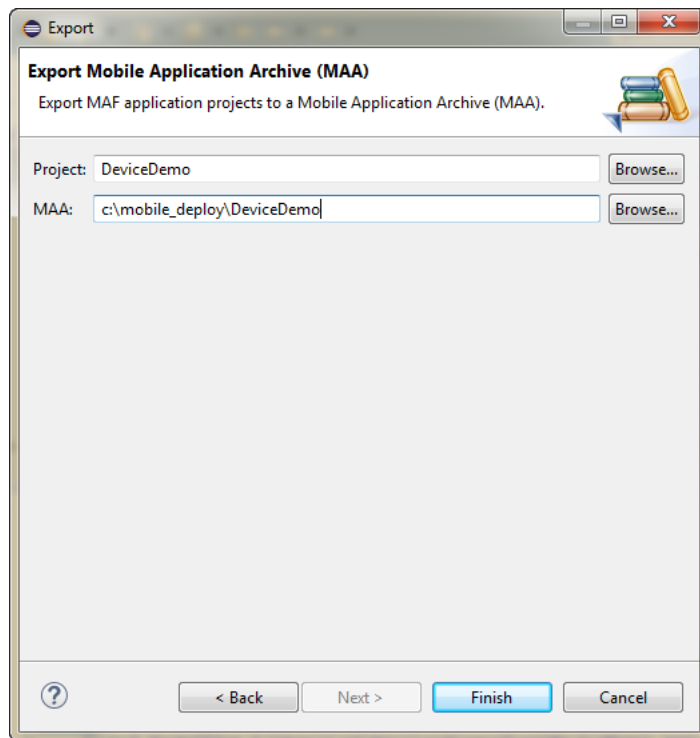 Export
Export Mobile Application Archive (MAA)
Export MAF application projects to a Mobile Application Archive (MAA).
Project: DeviceDemo Browse...
MAA: c:\mobile_deploy\DeviceDemo Browse...
? < Back Next > Finish Cancel